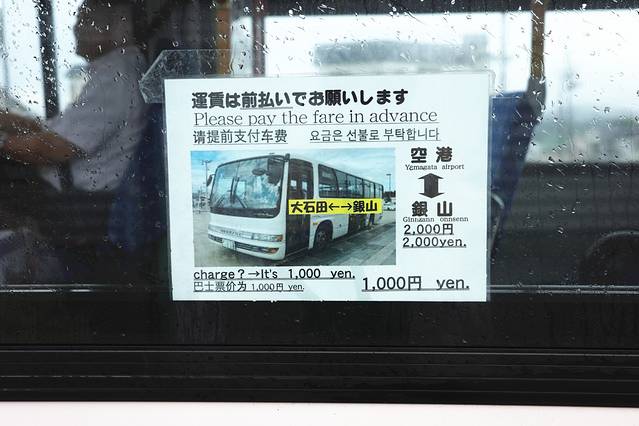 運賃は前払いでお願いします
Please pay the fare in advance
请提前支付车费 요금은 선불로 부탁합니다
大石田←→銀山
空港
Yamagata airport
銀山
Ginnzann onnsenn
2,000円
2,000yen.
charge?→It's 1,000 yen.
巴士票价为 1,000円 yen.
1,000円 yen.